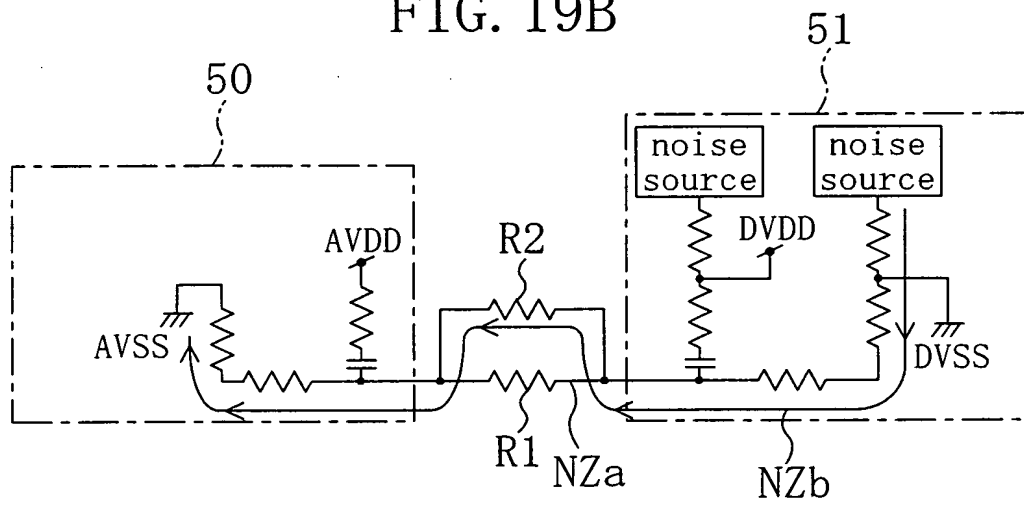 FIG. 19B
50
51
noise
source
noise
source
AVDD
R2
DVDD
AVSS
DVSS
R1
NZa
NZb